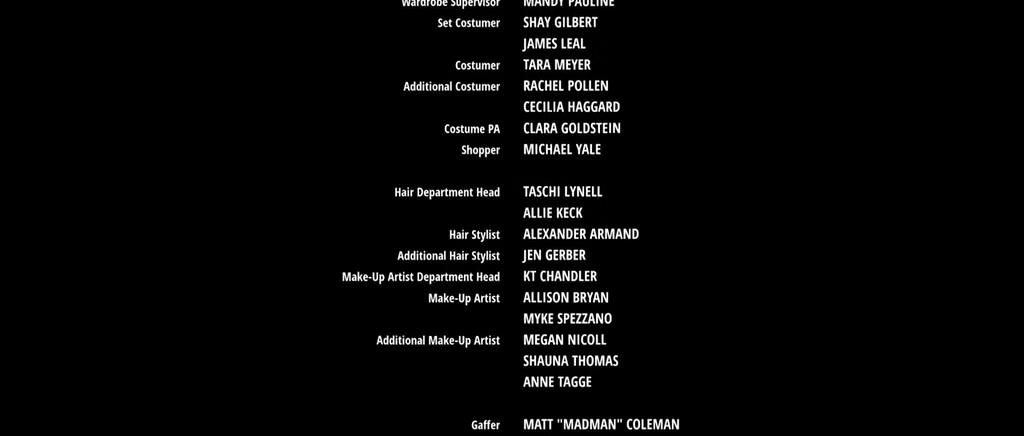 Wardrobe Supervisor MANDY PAULINE
Set Costumer SHAY GILBERT
JAMES LEAL
Costumer TARA MEYER
Additional Costumer RACHEL POLLEN
CECILIA HAGGARD
Costume PA CLARA GOLDSTEIN
Shopper MICHAEL YALE
Hair Department Head TASCHI LYNELL
ALLIE KECK
Hair Stylist ALEXANDER ARMAND
Additional Hair Stylist JEN GERBER
Make-Up Artist Department Head KT CHANDLER
Make-Up Artist ALLISON BRYAN
MYKE SPEZZANO
Additional Make-Up Artist MEGAN NICOLL
SHAUNA THOMAS
ANNE TAGGE
Gaffer MATT "MADMAN" COLEMAN